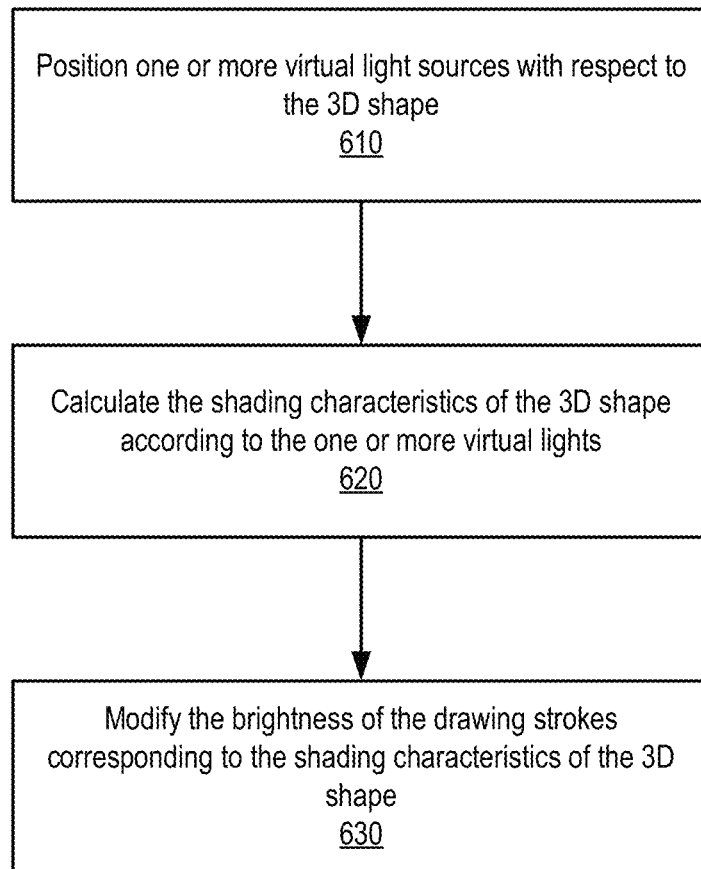 Position one or more virtual light sources with respect to
the 3D shape
610
Calculate the shading characteristics of the 3D shape
according to the one or more virtual lights
620
Modify the brightness of the drawing strokes
corresponding to the shading characteristics of the 3D
shape
630